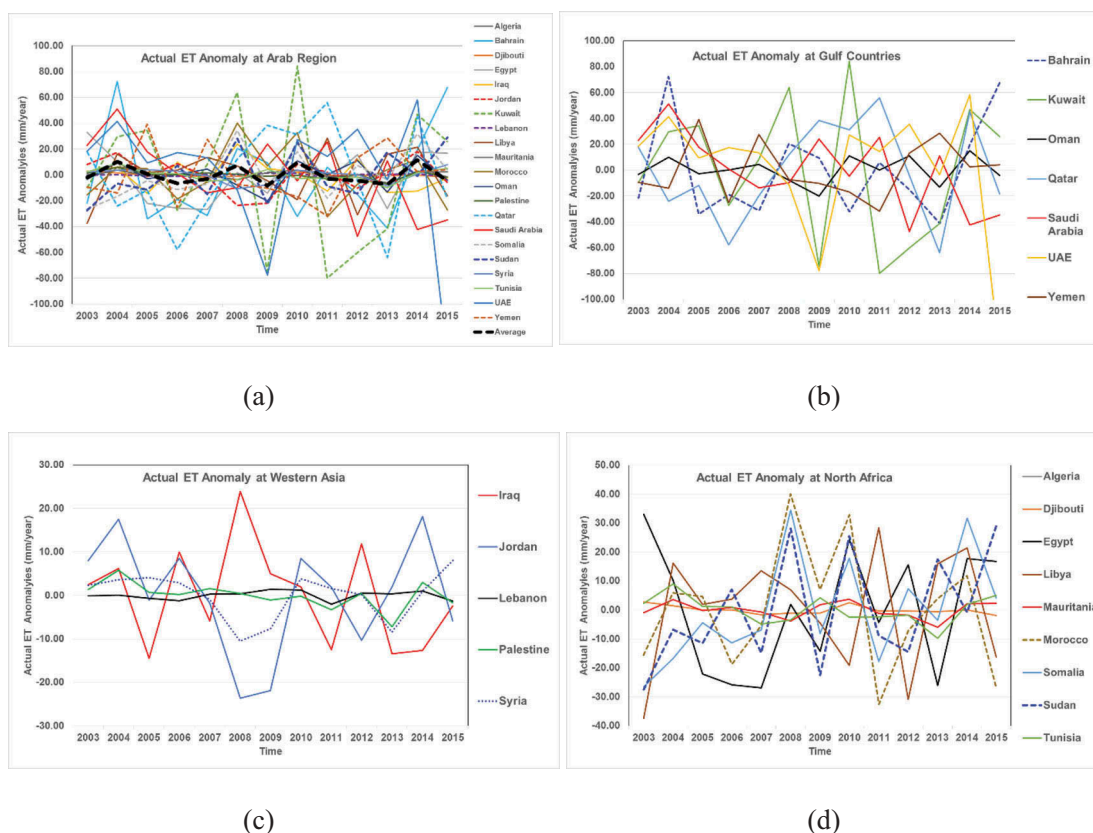 Actual ET Anomaly at Arab Region
Actual ET Anomalyles (mm/year)
100.00
80.00
60.00
40.00
20.00
0.00
-20.00
-40.00
-60.00
-80.00
-100.00
2003 2004 2005 2006 2007 2008 2009 2010 2011 2012 2013 2014 2015
Time
Algeria
Bahrain
Djibouti
Egypt
Iraq
Jordan
Kuwait
Lebanon
Libya
Mauritania
Morocco
Oman
Palestine
Qatar
Saudi Arabia
Somalia
Sudan
Syria
Tunisia
UAE
Yemen
Average
(a)
Actual ET Anomaly at Gulf Countries
Actual ET Anomalyles (mm/year)
100.00
80.00
60.00
40.00
20.00
0.00
-20.00
-40.00
-60.00
-80.00
-100.00
2003 2004 2005 2006 2007 2008 2009 2010 2011 2012 2013 2014 2015
Time
Bahrain
Kuwait
Oman
Qatar
Saudi
Arabia
UAE
Yemen
(b)
Actual ET Anomaly at Western Asia
Actual ET Anomalyles (mm/year)
30.00
20.00
10.00
0.00
-10.00
-20.00
-30.00
2003 2004 2005 2006 2007 2008 2009 2010 2011 2012 2013 2014 2015
Time
Iraq
Jordan
Lebanon
Palestine
Syria
(c)
Actual ET Anomaly at North Africa
Actual ET Anomalyles (mm/year)
50.00
40.00
30.00
20.00
10.00
0.00
-10.00
-20.00
-30.00
-40.00
2003 2004 2005 2006 2007 2008 2009 2010 2011 2012 2013 2014 2015
Time
Algeria
Djibouti
Egypt
Libya
Mauritania
Morocco
Somalia
Sudan
Tunisia
(d)